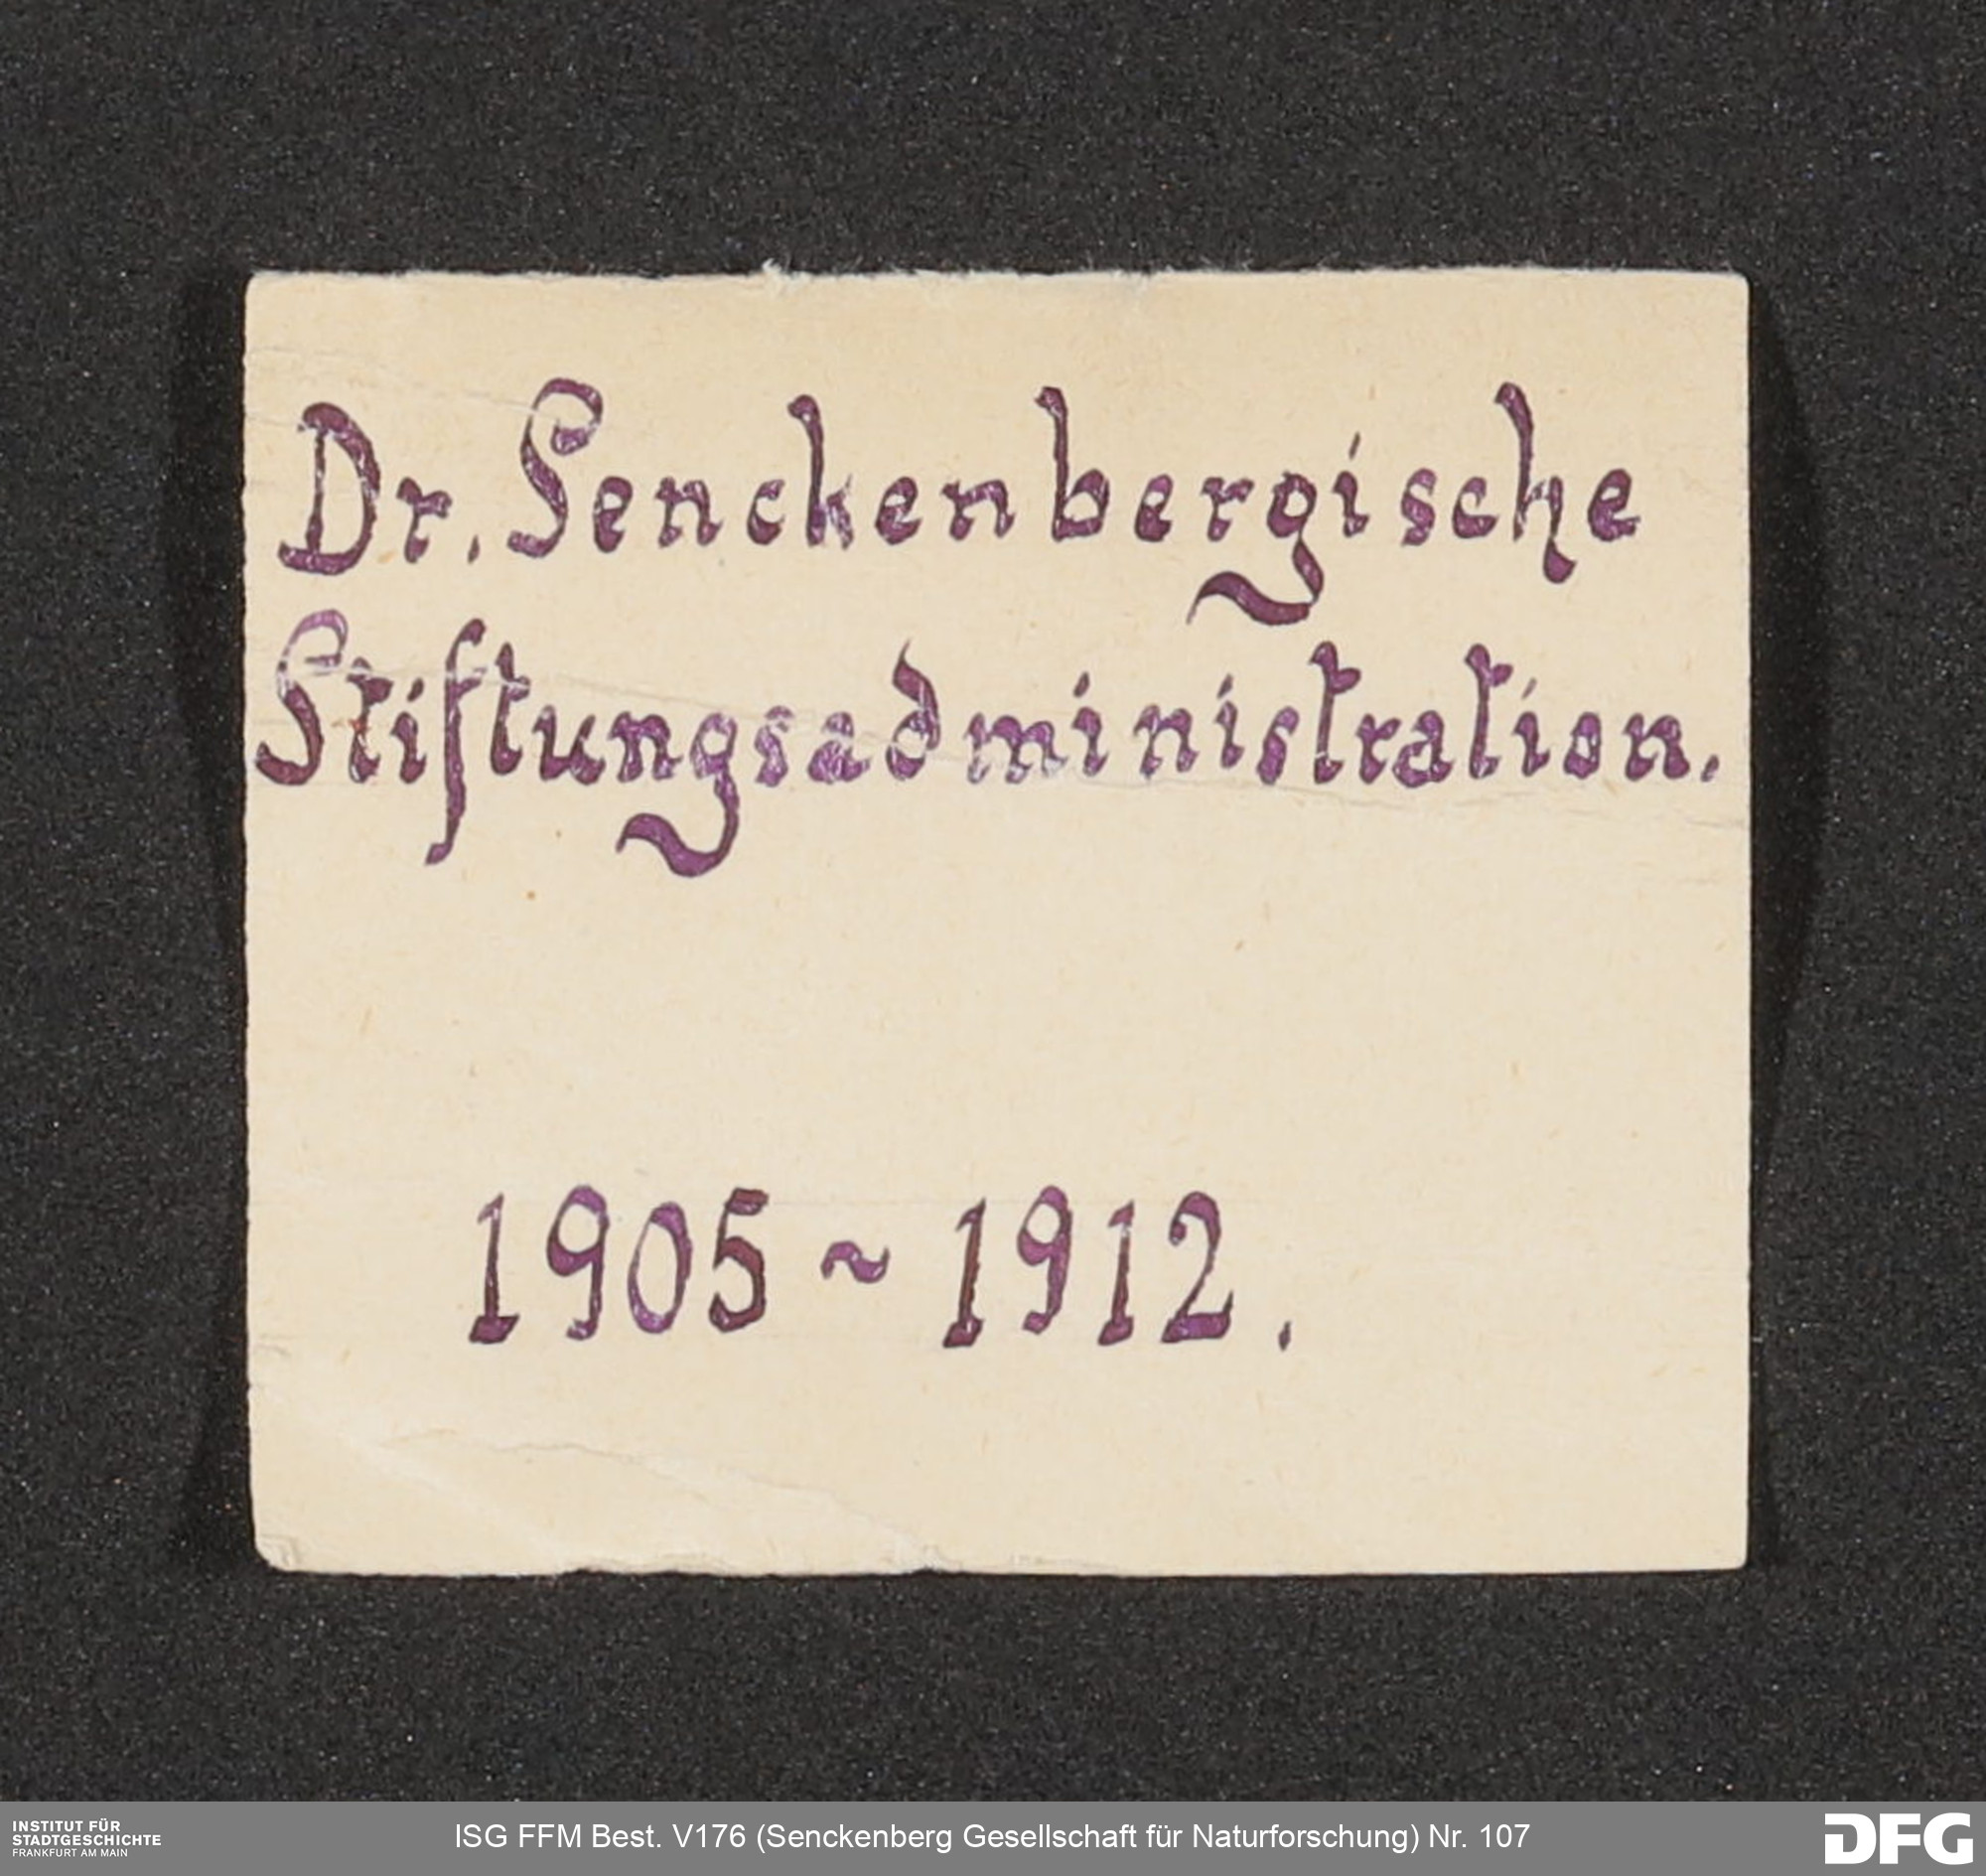 Dr. Senckenbergische
Stiftungsadministration.
1905 ~ 1912.
INSTITUT FÜR
STADTGESCHICHTE
FRANKFURT AM MAIN
ISG FFM Best. V176 (Senckenberg Gesellschaft für Naturforschung) Nr. 107
DFG